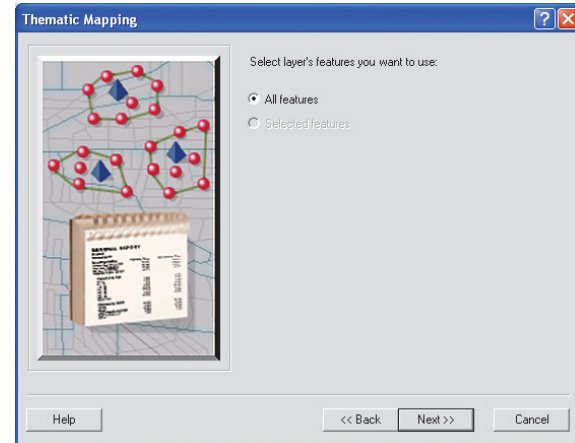 Thematic Mapping
Select layer's features you want to use:
All features
Selected features
Help
<< Back
Next >>
Cancel